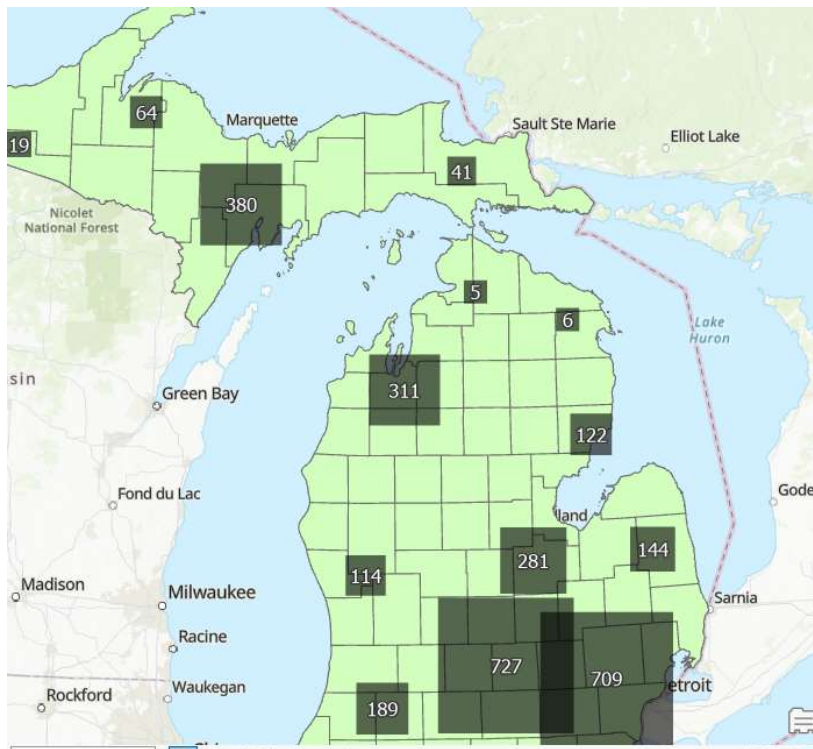 64
Marquette
Sault Ste Marie
Elliot Lake
19
41
380
Nicolet
National Forest
5
6
Lake
Huron
sin
Green Bay
311
122
Gode
Fond du Lac
lland
281
144
114
Madison
Milwaukee
Sarnia
Racine
727
709
Waukegan
etroit
189
Rockford